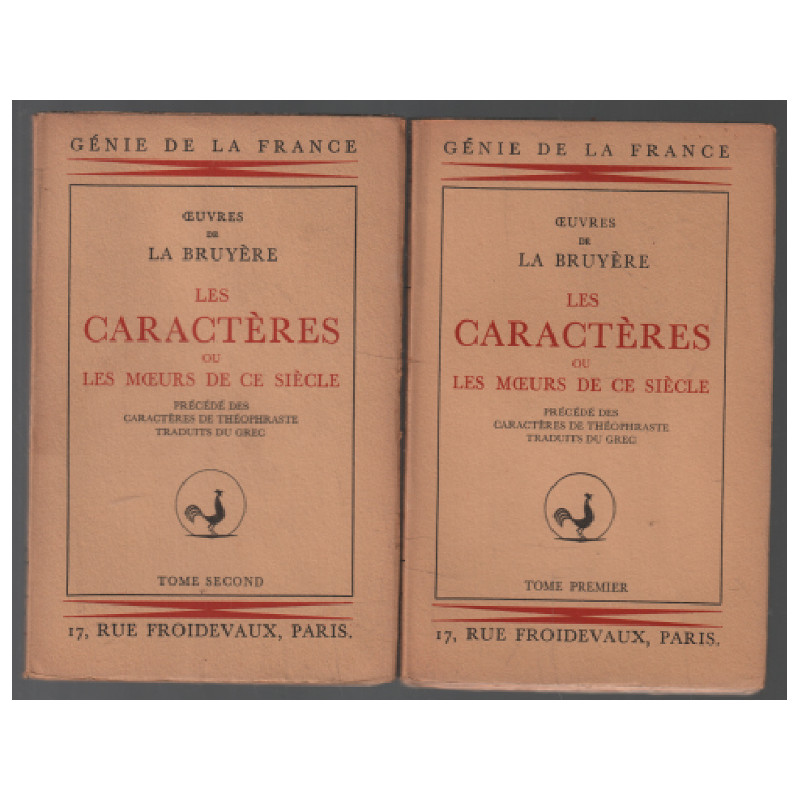 GÉNIE DE LA FRANCE
ŒUVRES
DE
LA BRUYÈRE
LES
CARACTÈRES
OU
LES MŒURS DE CE SIÈCLE
PRÉCÉDÉ DES
CARACTÈRES DE THÉOPHRASTE
TRADUITS DU GREC
TOME SECOND
17, RUE FROIDEVAUX, PARIS.
GÉNIE DE LA FRANCE
ŒUVRES
DE
LA BRUYÈRE
LES
CARACTÈRES
OU
LES MŒURS DE CE SIÈCLE
PRÉCÉDÉ DES
CARACTÈRES DE THÉOPHRASTE
TRADUITS DU GREC
TOME PREMIER
17, RUE FROIDEVAUX, PARIS.